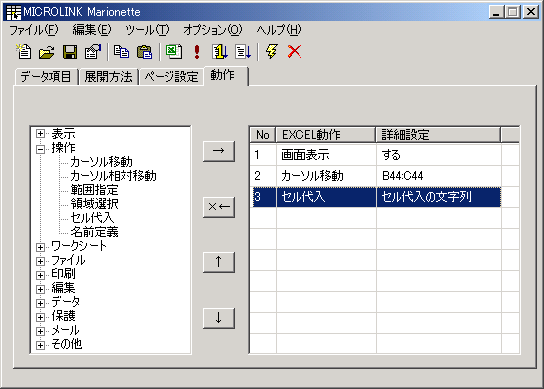 MICROLINK Marionette
ファイル(F) 編集(E) ツール(T) オプション(O) ヘルプ(H)
データ項目 展開方法 ページ設定 動作
表示
操作
カーソル移動
カーソル相対移動
範囲指定
領域選択
セル代入
名前定義
ワークシート
ファイル
印刷
編集
データ
保護
メール
その他
→
×←
↑
↓
No EXCEL動作 詳細設定
1 画面表示 する
2 カーソル移動 B44:C44
3 セル代入 セル代入の文字列